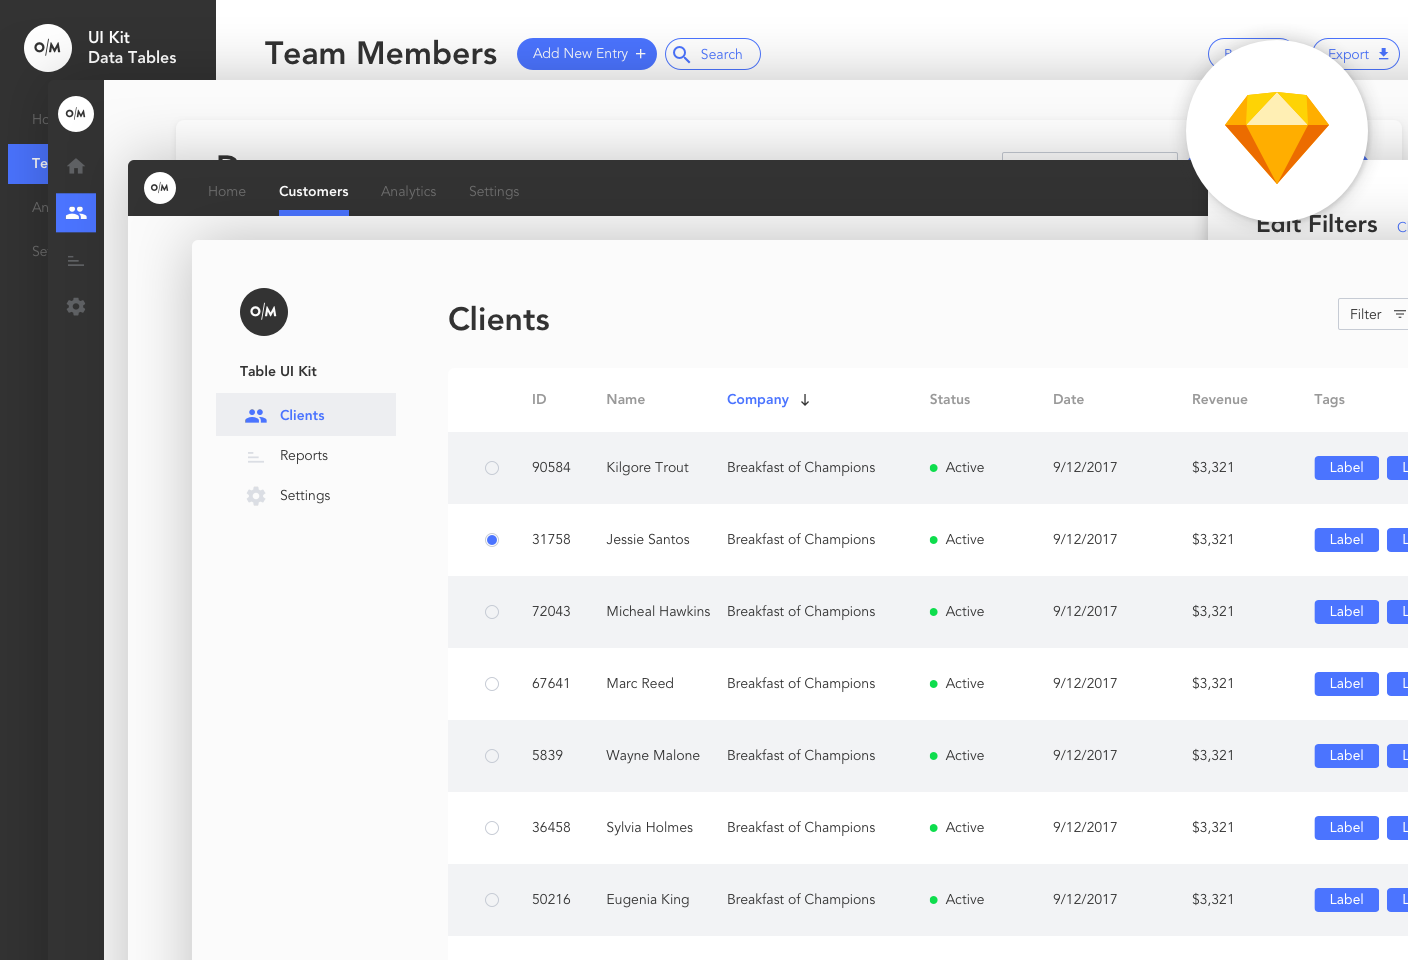 O/M
UI Kit
Data Tables
Team Members
Add New Entry +
Search
Export
O/M
O/M
Home
Customers
Analytics
Settings
Edit Filters
O/M
Table UI Kit
Clients
Reports
Settings
Clients
Filter
ID Name Company Status Date Revenue Tags
90584 Kilgore Trout Breakfast of Champions Active 9/12/2017 $3,321 Label
31758 Jessie Santos Breakfast of Champions Active 9/12/2017 $3,321 Label
72043 Micheal Hawkins Breakfast of Champions Active 9/12/2017 $3,321 Label
67641 Marc Reed Breakfast of Champions Active 9/12/2017 $3,321 Label
5839 Wayne Malone Breakfast of Champions Active 9/12/2017 $3,321 Label
36458 Sylvia Holmes Breakfast of Champions Active 9/12/2017 $3,321 Label
50216 Eugenia King Breakfast of Champions Active 9/12/2017 $3,321 Label